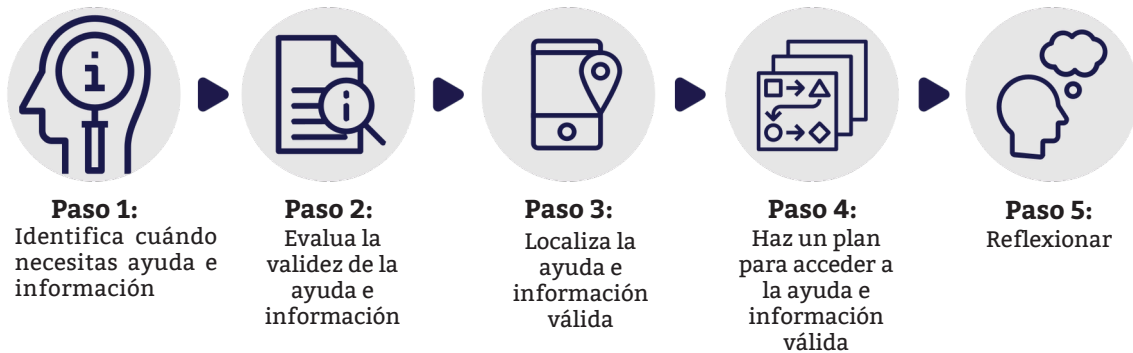 i
i
Paso 1:
Identifica cuándo
necesitas ayuda e
información
Paso 2:
Evalua la
validez de la
ayuda e
información
Paso 3:
Localiza la
ayuda e
información
válida
Paso 4:
Haz un plan
para acceder a
la ayuda e
información
válida
Paso 5:
Reflexionar